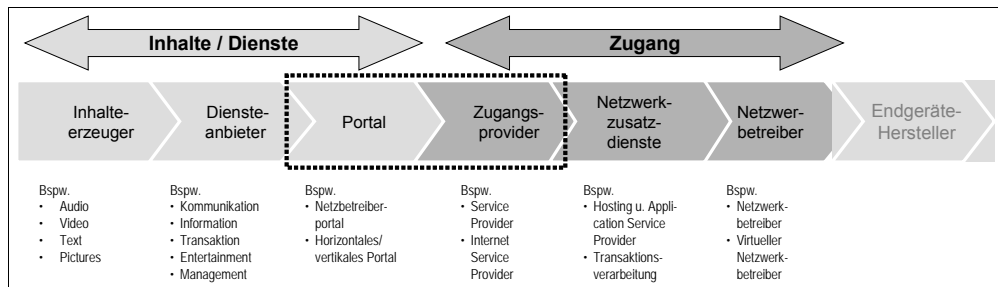 Inhalte / Dienste
Zugang
Inhalte-
erzeuger
Dienste-
anbieter
Portal
Zugangs-
provider
Netzwerk-
zusatz-
dienste
Netzwer-
betreiber
Endgeräte-
Hersteller
Bspw.
• Audio
• Video
• Text
• Pictures
Bspw.
• Kommunikation
• Information
• Transaktion
• Entertainment
• Management
Bspw.
• Netzbetreiber-
portal
• Horizontales/
vertikales Portal
Bspw.
• Service
Provider
• Internet
Service
Provider
Bspw.
• Hosting u. Appli-
cation Service
Provider
• Transaktions-
verarbeitung
Bspw.
• Netzwerk-
betreiber
• Virtueller
Netzwerk-
betreiber